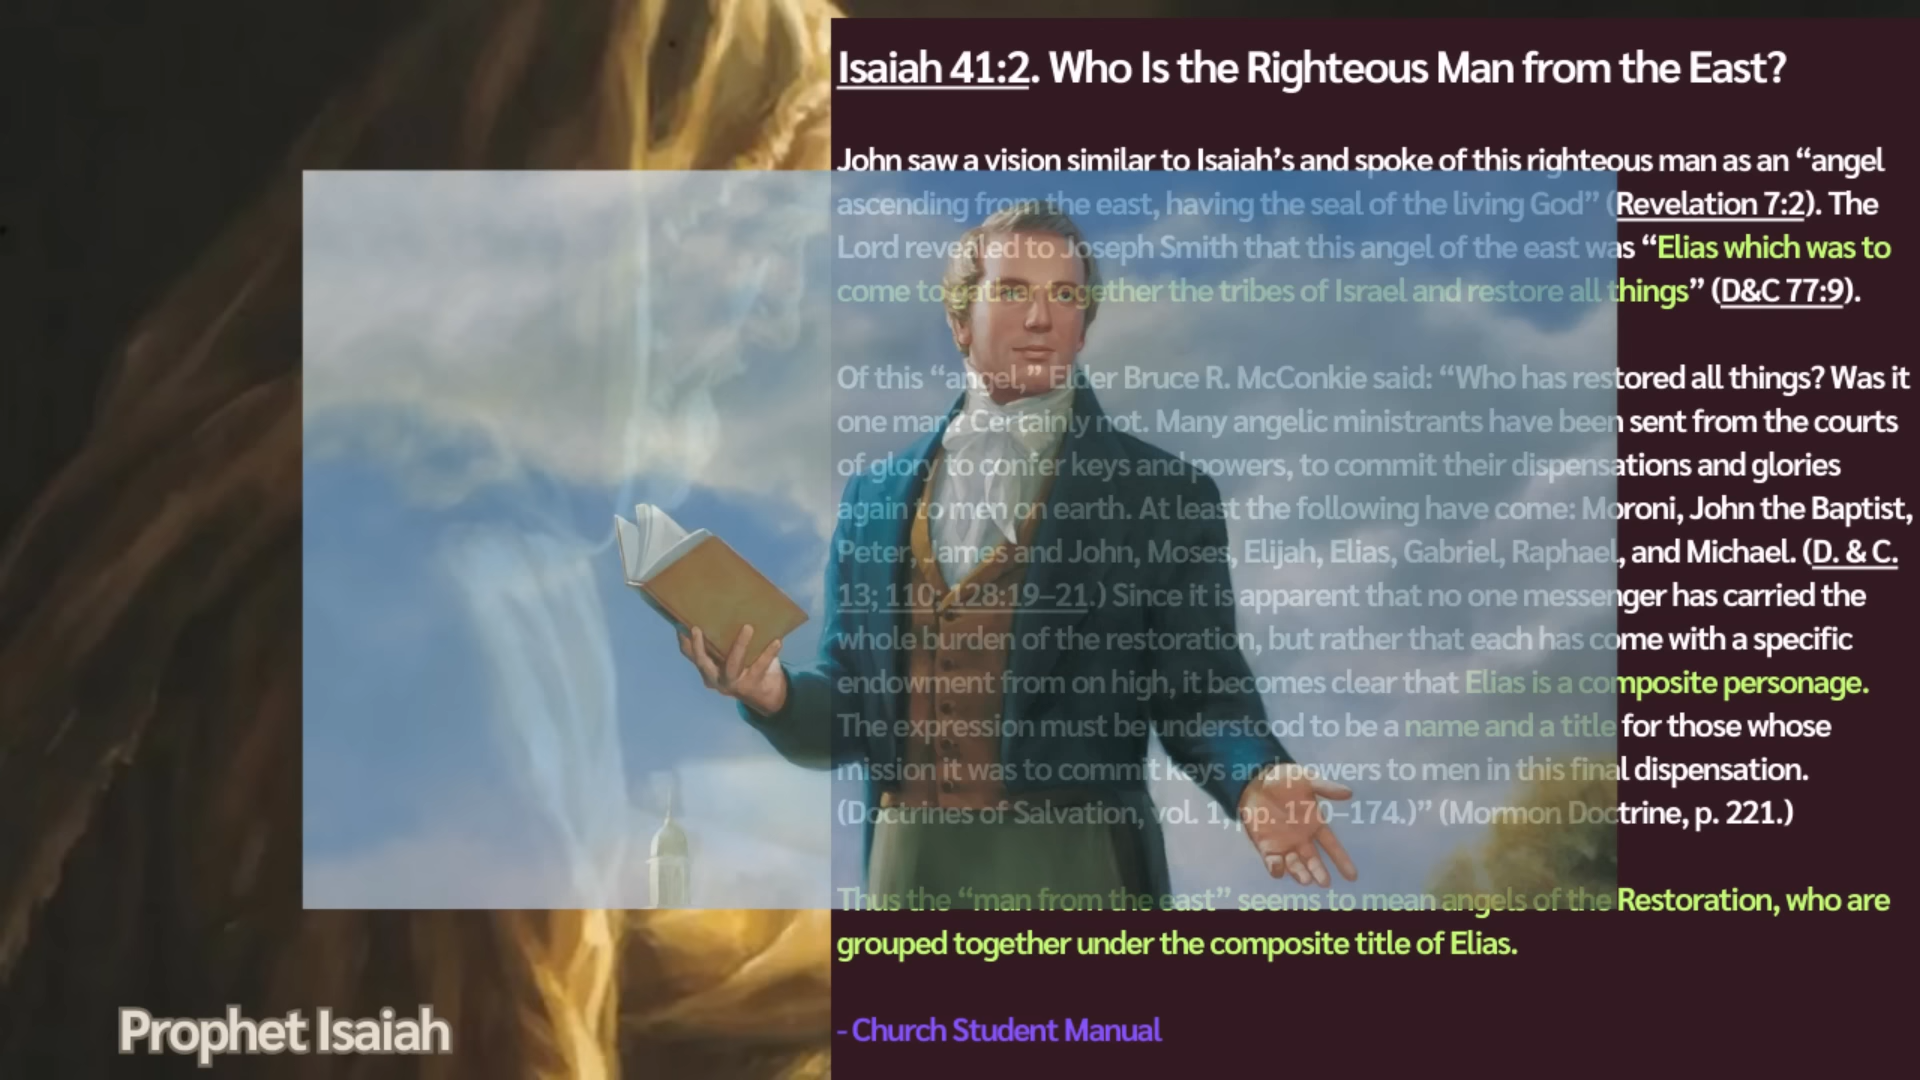 Isaiah 41:2. Who Is the Righteous Man from the East?
John saw a vision similar to Isaiah’s and spoke of this righteous man as an “angel
ascending from the east, having the seal of the living God” (Revelation 7:2). The
Lord revealed to Joseph Smith that this angel of the east was “Elias which was to
come to gather together the tribes of Israel and restore all things” (D&C 77:9).
Of this “angel,” Elder Bruce R. McConkie said: “Who has restored all things? Was it
one man? Certainly not. Many angelic ministrants have been sent from the courts
of glory to confer keys and powers, to commit their dispensations and glories
again to men on earth. At least the following have come: Moroni, John the Baptist,
Peter, James and John, Moses, Elijah, Elias, Gabriel, Raphael, and Michael. (D. & C.
13; 110; 128:19–21.) Since it is apparent that no one messenger has carried the
whole burden of the restoration, but rather that each has come with a specific
endowment from on high, it becomes clear that Elias is a composite personage.
The expression must be understood to be a name and a title for those whose
mission it was to commit keys and powers to men in this final dispensation.
(Doctrines of Salvation, vol. 1, pp. 170–174.)” (Mormon Doctrine, p. 221.)
Thus the “man from the east” seems to mean angels of the Restoration, who are
grouped together under the composite title of Elias.
- Church Student Manual
Prophet Isaiah